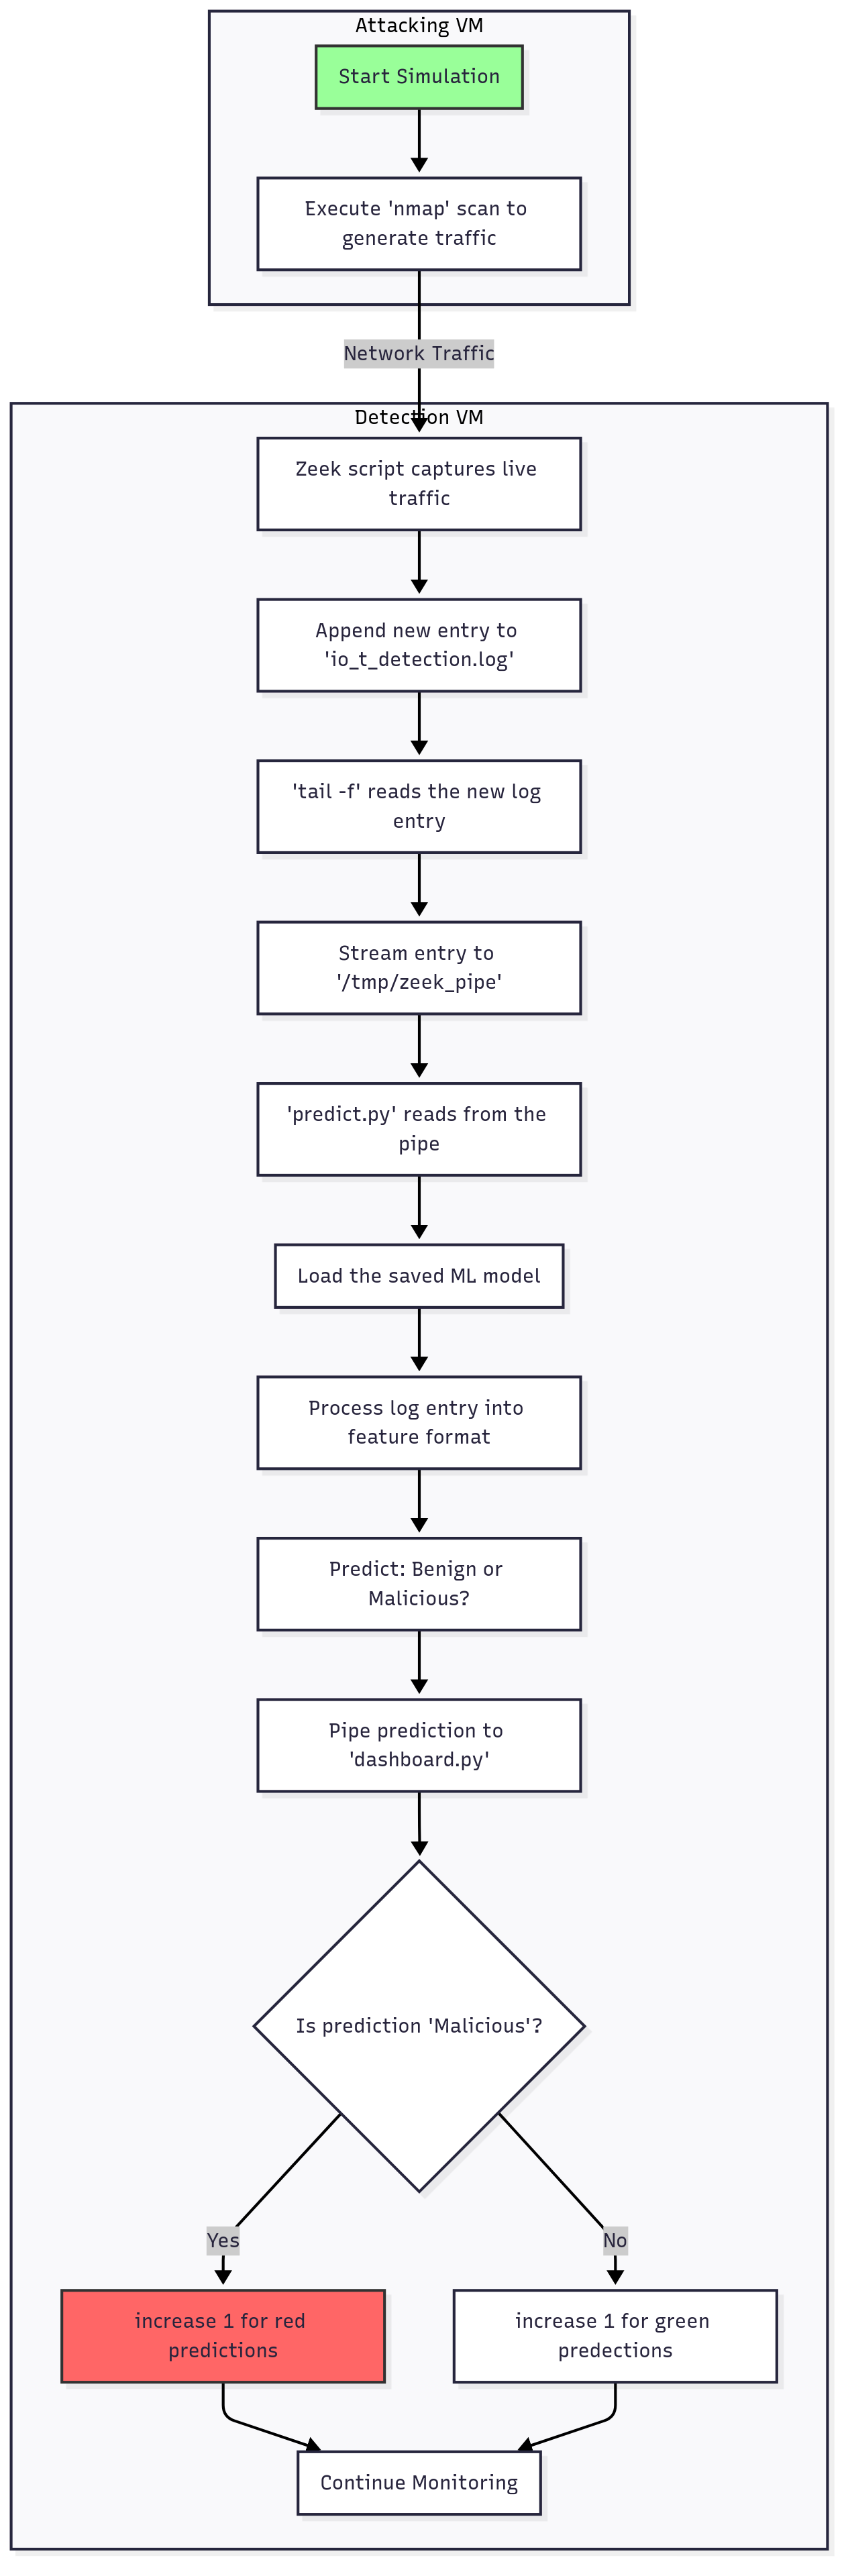 Attacking VM
Start Simulation
Execute 'nmap' scan to
generate traffic
Network Traffic
Detection VM
Zeek script captures live
traffic
Append new entry to
'io_t_detection.log'
'tail -f' reads the new log
entry
Stream entry to
'/tmp/zeek_pipe'
'predict.py' reads from the
pipe
Load the saved ML model
Process log entry into
feature format
Predict: Benign or
Malicious?
Pipe prediction to
'dashboard.py'
Is prediction 'Malicious'?
Yes
No
increase 1 for red
predictions
increase 1 for green
predections
Continue Monitoring